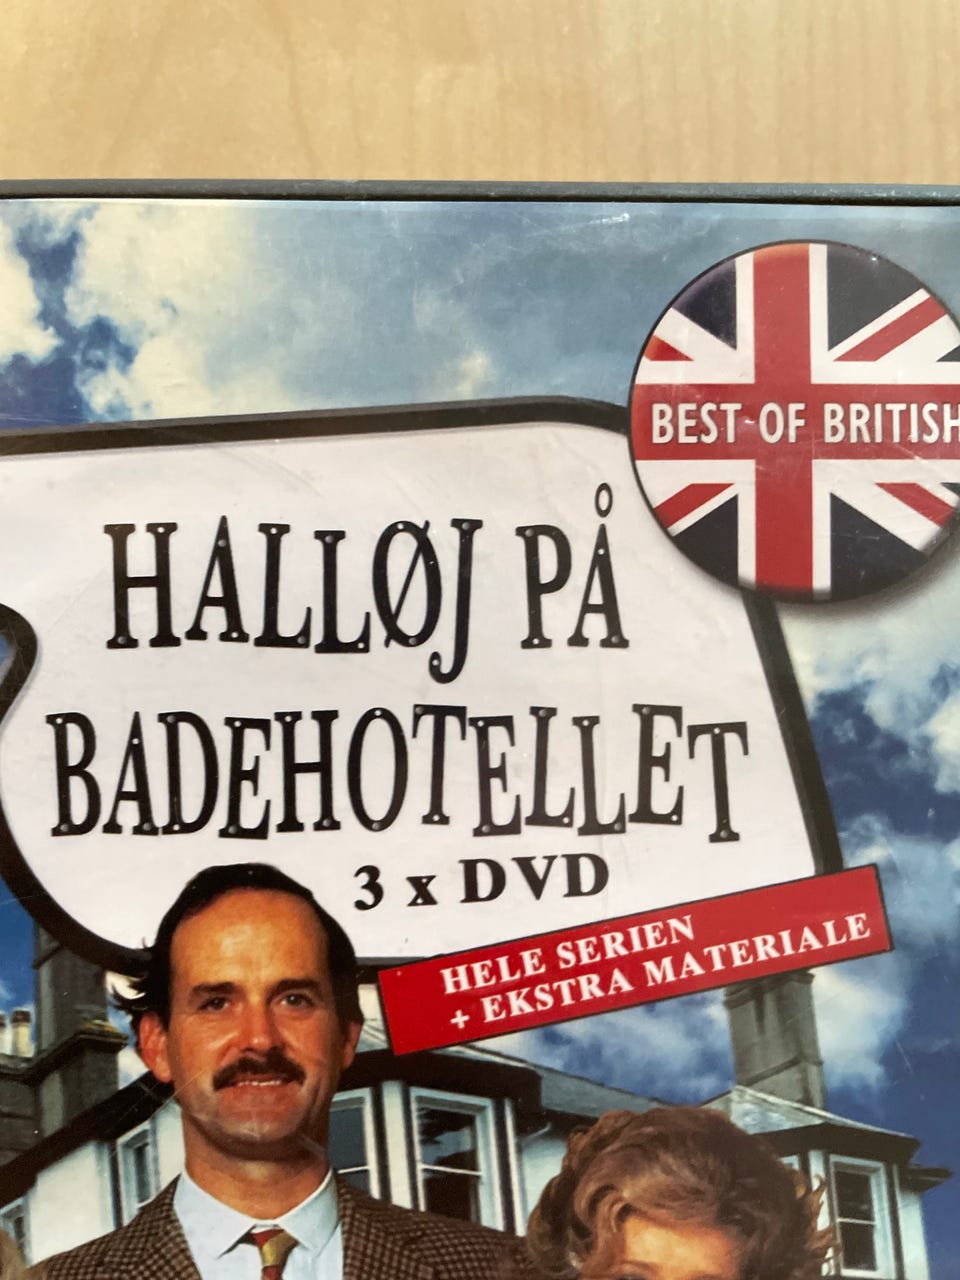 BEST OF BRITISH
HALLØJ PÅ
BADEHOTELLET
3 x DVD
HELE SERIEN
+ EKSTRA MATERIALE